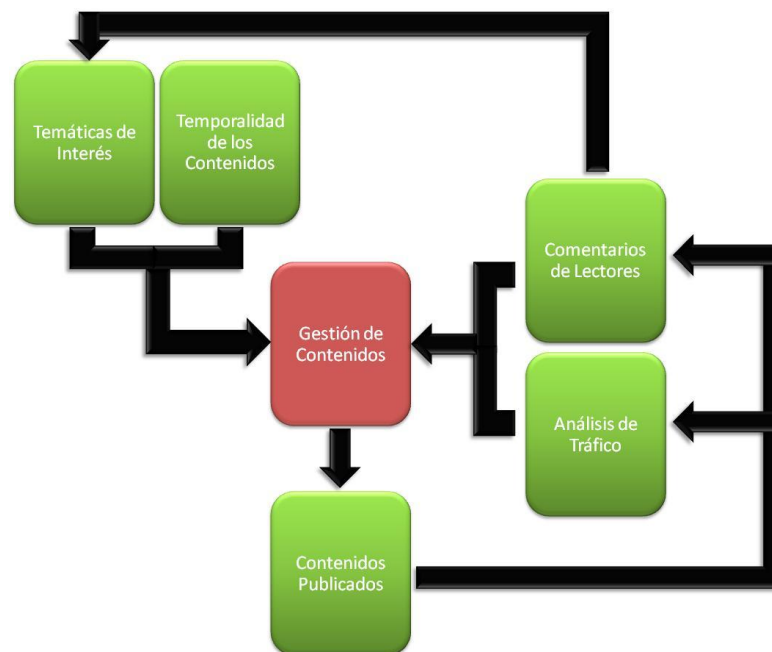 Temáticas de
Interés
Temporalidad
de los
Contenidos
Comentarios
de Lectores
Gestión de
Contenidos
Análisis de
Tráfico
Contenidos
Publicados